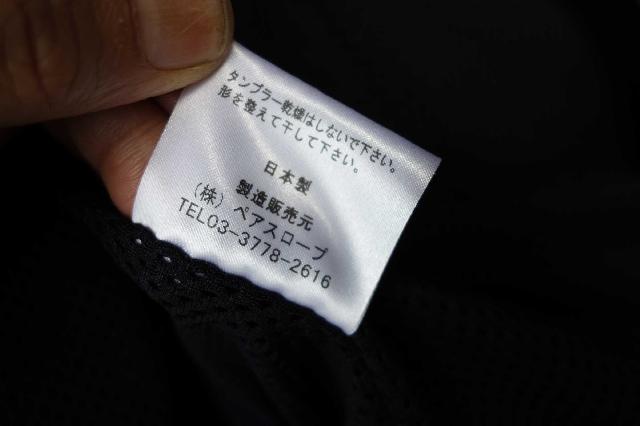 タンブラー乾燥はしないで下さい。
形を整えて干して下さい。
日本製
製造販売元
（株）ペアスロープ
TEL03-3778-2616